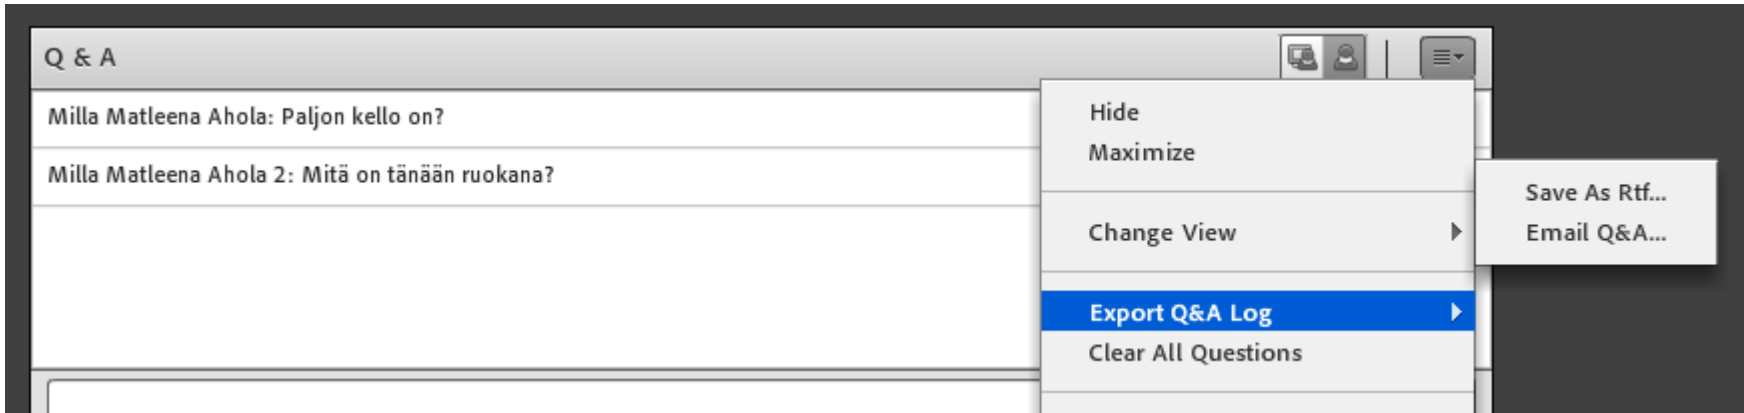 Q & A
Milla Matleena Ahola: Paljon kello on?
Milla Matleena Ahola 2: Mitä on tänään ruokana?
Hide
Maximize
Change View
Export Q&A Log
Clear All Questions
Save As Rtf...
Email Q&A...